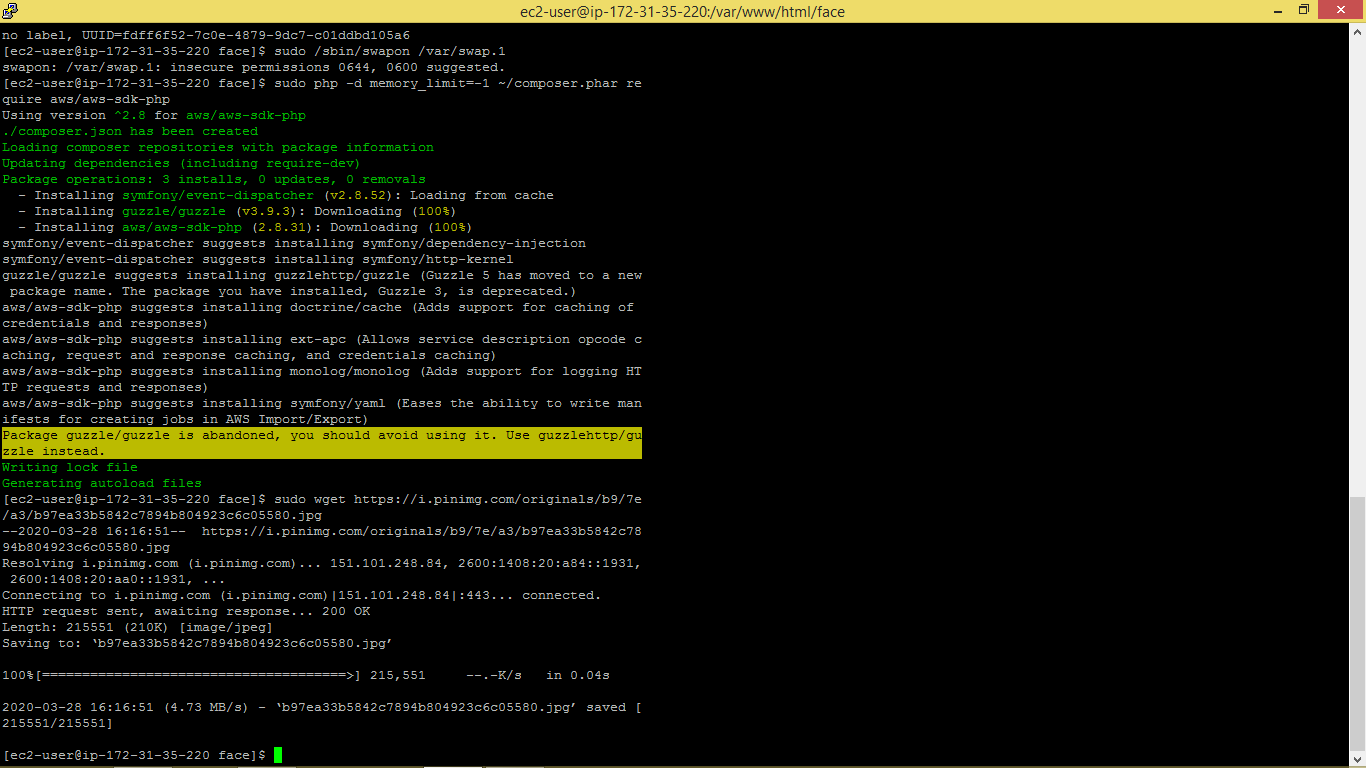 ec2-user@ip-172-31-35-220:/var/www/html/face
no label, UUID=fdff6f52-7c0e-4879-9dc7-c01ddbd105a6
[ec2-user@ip-172-31-35-220 face]$ sudo /sbin/swapon /var/swap.1
swapon: /var/swap.1: insecure permissions 0644, 0600 suggested.
[ec2-user@ip-172-31-35-220 face]$ sudo php -d memory_limit=-1 ~/composer.phar re
quire aws/aws-sdk-php
Using version ^2.8 for aws/aws-sdk-php
./composer.json has been created
Loading composer repositories with package information
Updating dependencies (including require-dev)
Package operations: 3 installs, 0 updates, 0 removals
  - Installing symfony/event-dispatcher (v2.8.52): Loading from cache
  - Installing guzzle/guzzle (v3.9.3): Downloading (100%)
  - Installing aws/aws-sdk-php (2.8.31): Downloading (100%)
symfony/event-dispatcher suggests installing symfony/dependency-injection
symfony/event-dispatcher suggests installing symfony/http-kernel
guzzle/guzzle suggests installing guzzlehttp/guzzle (Guzzle 5 has moved to a new
 package name. The package you have installed, Guzzle 3, is deprecated.)
aws/aws-sdk-php suggests installing doctrine/cache (Adds support for caching of
credentials and responses)
aws/aws-sdk-php suggests installing ext-apc (Allows service description opcode c
aching, request and response caching, and credentials caching)
aws/aws-sdk-php suggests installing monolog/monolog (Adds support for logging HT
TP requests and responses)
aws/aws-sdk-php suggests installing symfony/yaml (Eases the ability to write man
ifests for creating jobs in AWS Import/Export)
Package guzzle/guzzle is abandoned, you should avoid using it. Use guzzlehttp/gu
zzle instead.
Writing lock file
Generating autoload files
[ec2-user@ip-172-31-35-220 face]$ sudo wget https://i.pinimg.com/originals/b9/7e
/a3/b97ea33b5842c7894b804923c6c05580.jpg
--2020-03-28 16:16:51--  https://i.pinimg.com/originals/b9/7e/a3/b97ea33b5842c78
94b804923c6c05580.jpg
Resolving i.pinimg.com (i.pinimg.com)... 151.101.248.84, 2600:1408:20:a84::1931,
 2600:1408:20:aa0::1931, ...
Connecting to i.pinimg.com (i.pinimg.com)|151.101.248.84|:443... connected.
HTTP request sent, awaiting response... 200 OK
Length: 215551 (210K) [image/jpeg]
Saving to: ‘b97ea33b5842c7894b804923c6c05580.jpg’
100%[======================================>] 215,551     --.-K/s   in 0.04s
2020-03-28 16:16:51 (4.73 MB/s) - ‘b97ea33b5842c7894b804923c6c05580.jpg’ saved [
215551/215551]
[ec2-user@ip-172-31-35-220 face]$